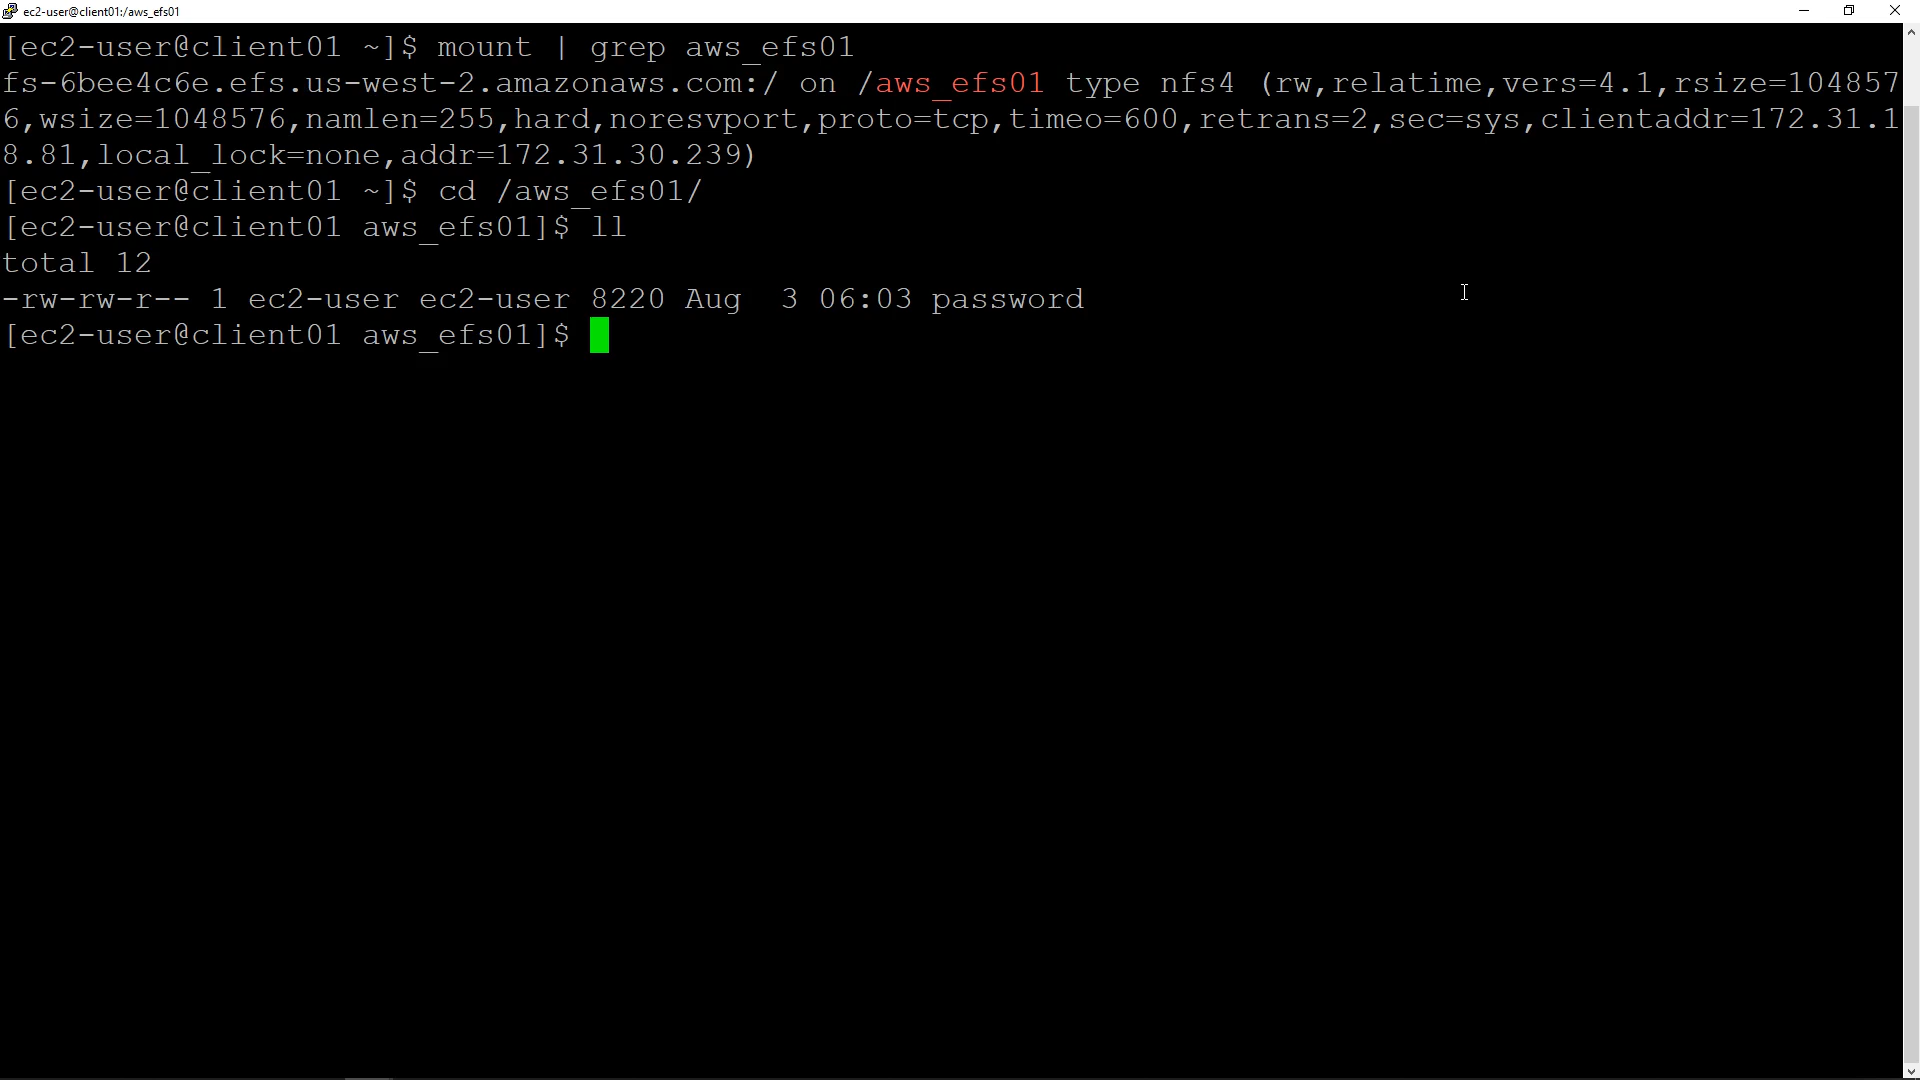 ec2-user@client01:/aws_efs01
[ec2-user@client01 ~]$ mount | grep aws_efs01
fs-6bee4c6e.efs.us-west-2.amazonaws.com:/ on /aws_efs01 type nfs4 (rw,relatime,vers=4.1,rsize=104857
6,wsize=1048576,namlen=255,hard,noresvport,proto=tcp,timeo=600,retrans=2,sec=sys,clientaddr=172.31.1
8.81,local_lock=none,addr=172.31.30.239)
[ec2-user@client01 ~]$ cd /aws_efs01/
[ec2-user@client01 aws_efs01]$ ll
total 12
-rw-rw-r-- 1 ec2-user ec2-user 8220 Aug  3 06:03 password
[ec2-user@client01 aws_efs01]$